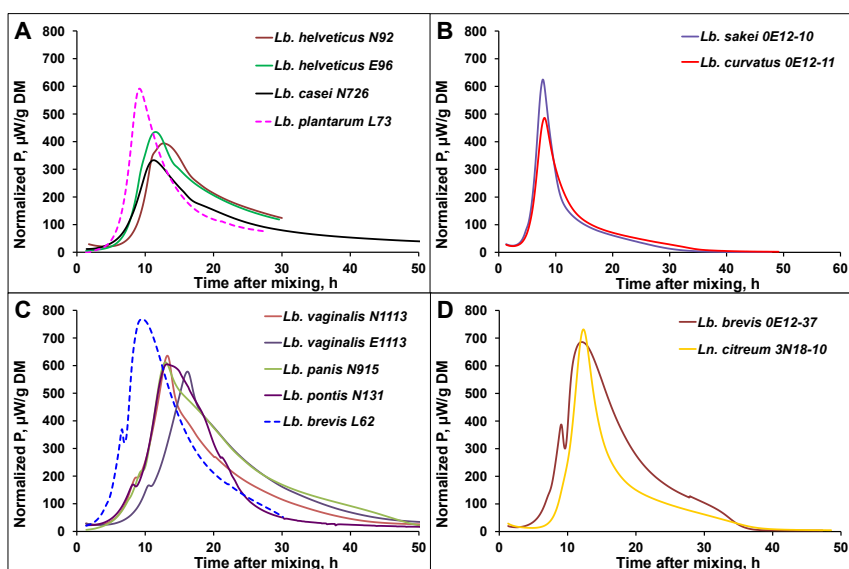 A
Lb. helveticus N92
Lb. helveticus E96
Lb. casei N726
Lb. plantarum L73
Normalized P, µW/g DM
800
700
600
500
400
300
200
100
0
0 10 20 30 40 50
Time after mixing, h
B
Lb. sakei 0E12-10
Lb. curvatus 0E12-11
Normalized P, µW/g DM
800
700
600
500
400
300
200
100
0
0 10 20 30 40 50 60
Time after mixing, h
C
Lb. vaginalis N1113
Lb. vaginalis E1113
Lb. panis N915
Lb. pontis N131
Lb. brevis L62
Normalized P, µW/g DM
800
700
600
500
400
300
200
100
0
0 10 20 30 40 50
Time after mixing, h
D
Lb. brevis 0E12-37
Ln. citreum 3N18-10
Normalized P, µW/g DM
800
700
600
500
400
300
200
100
0
0 10 20 30 40 50
Time after mixing, h